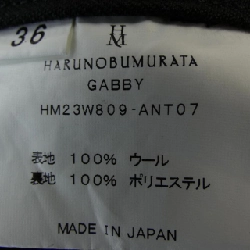 36
HM
HARUNOBUMURATA
GABBY
HM23W809-ANT07
表地 100% ウール
裏地 100% ポリエステル
MADE IN JAPAN